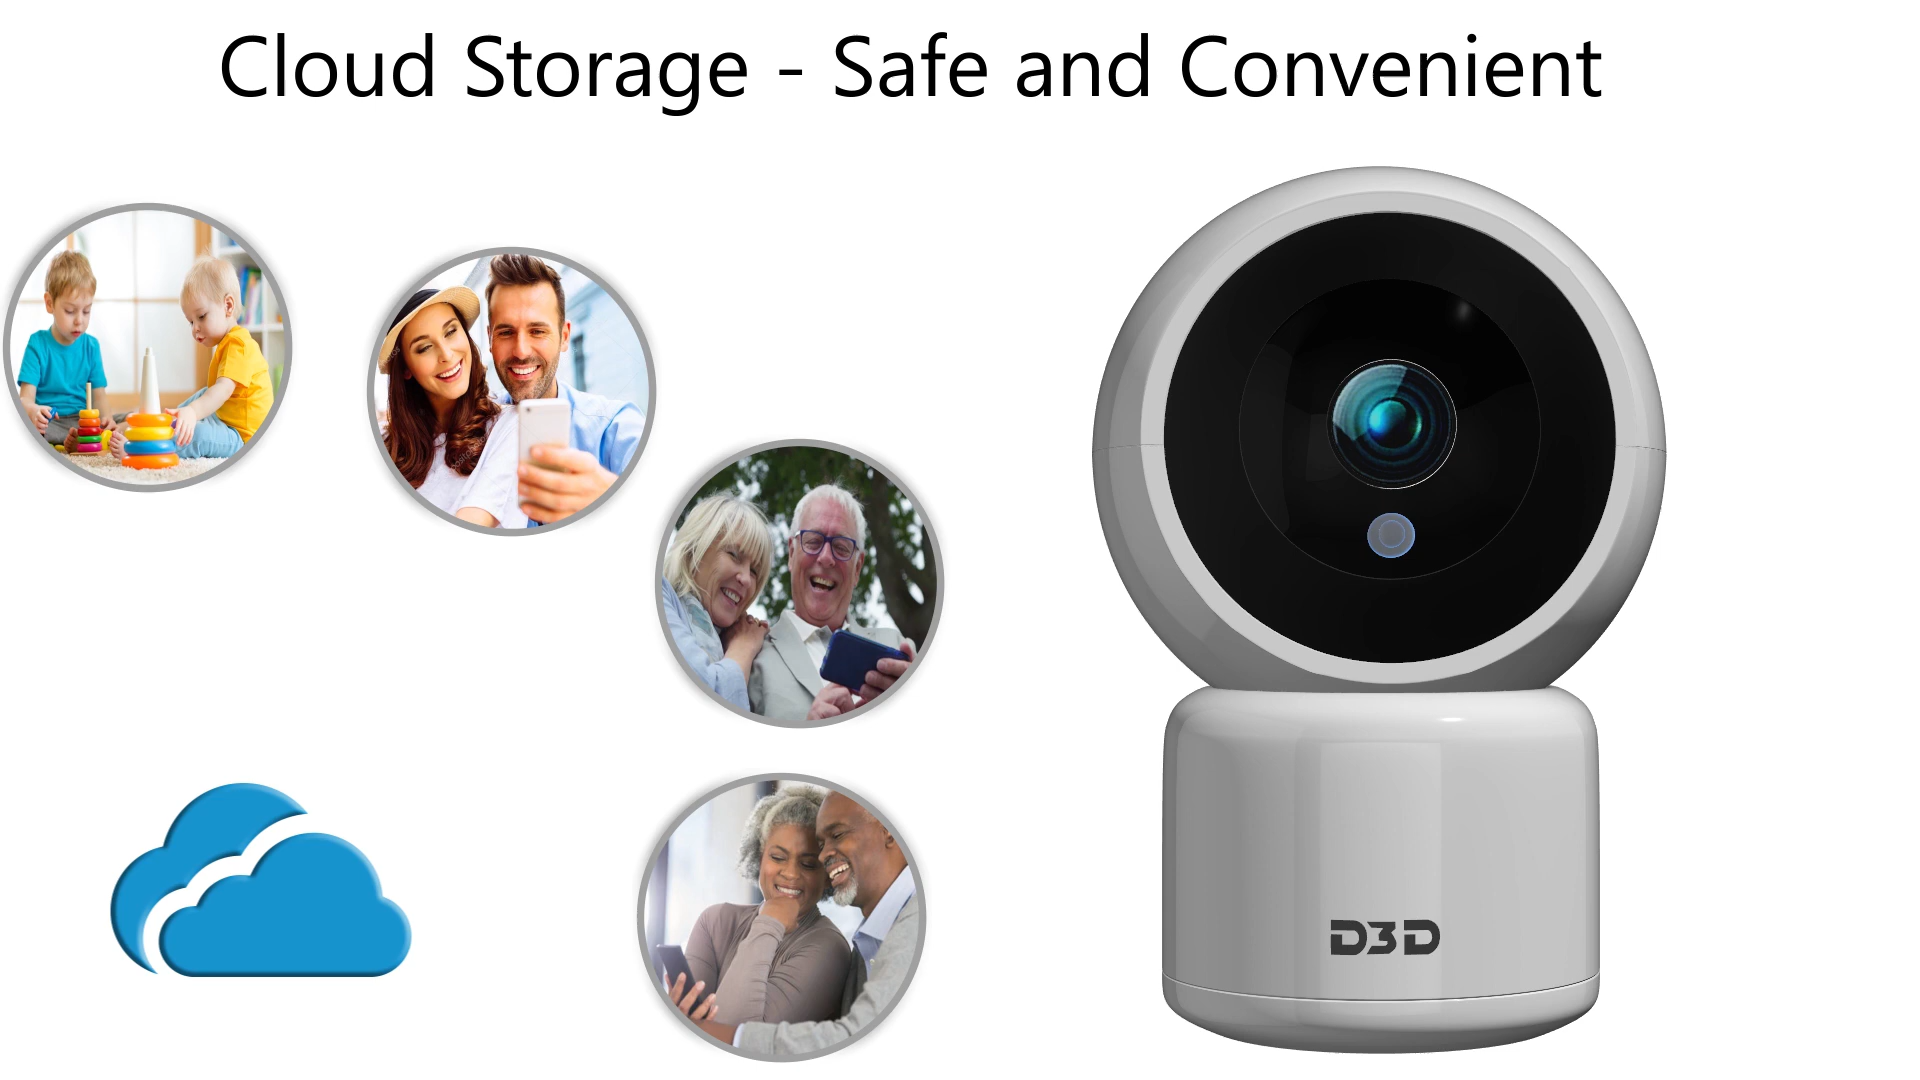 Cloud Storage - Safe and Convenient
D3D